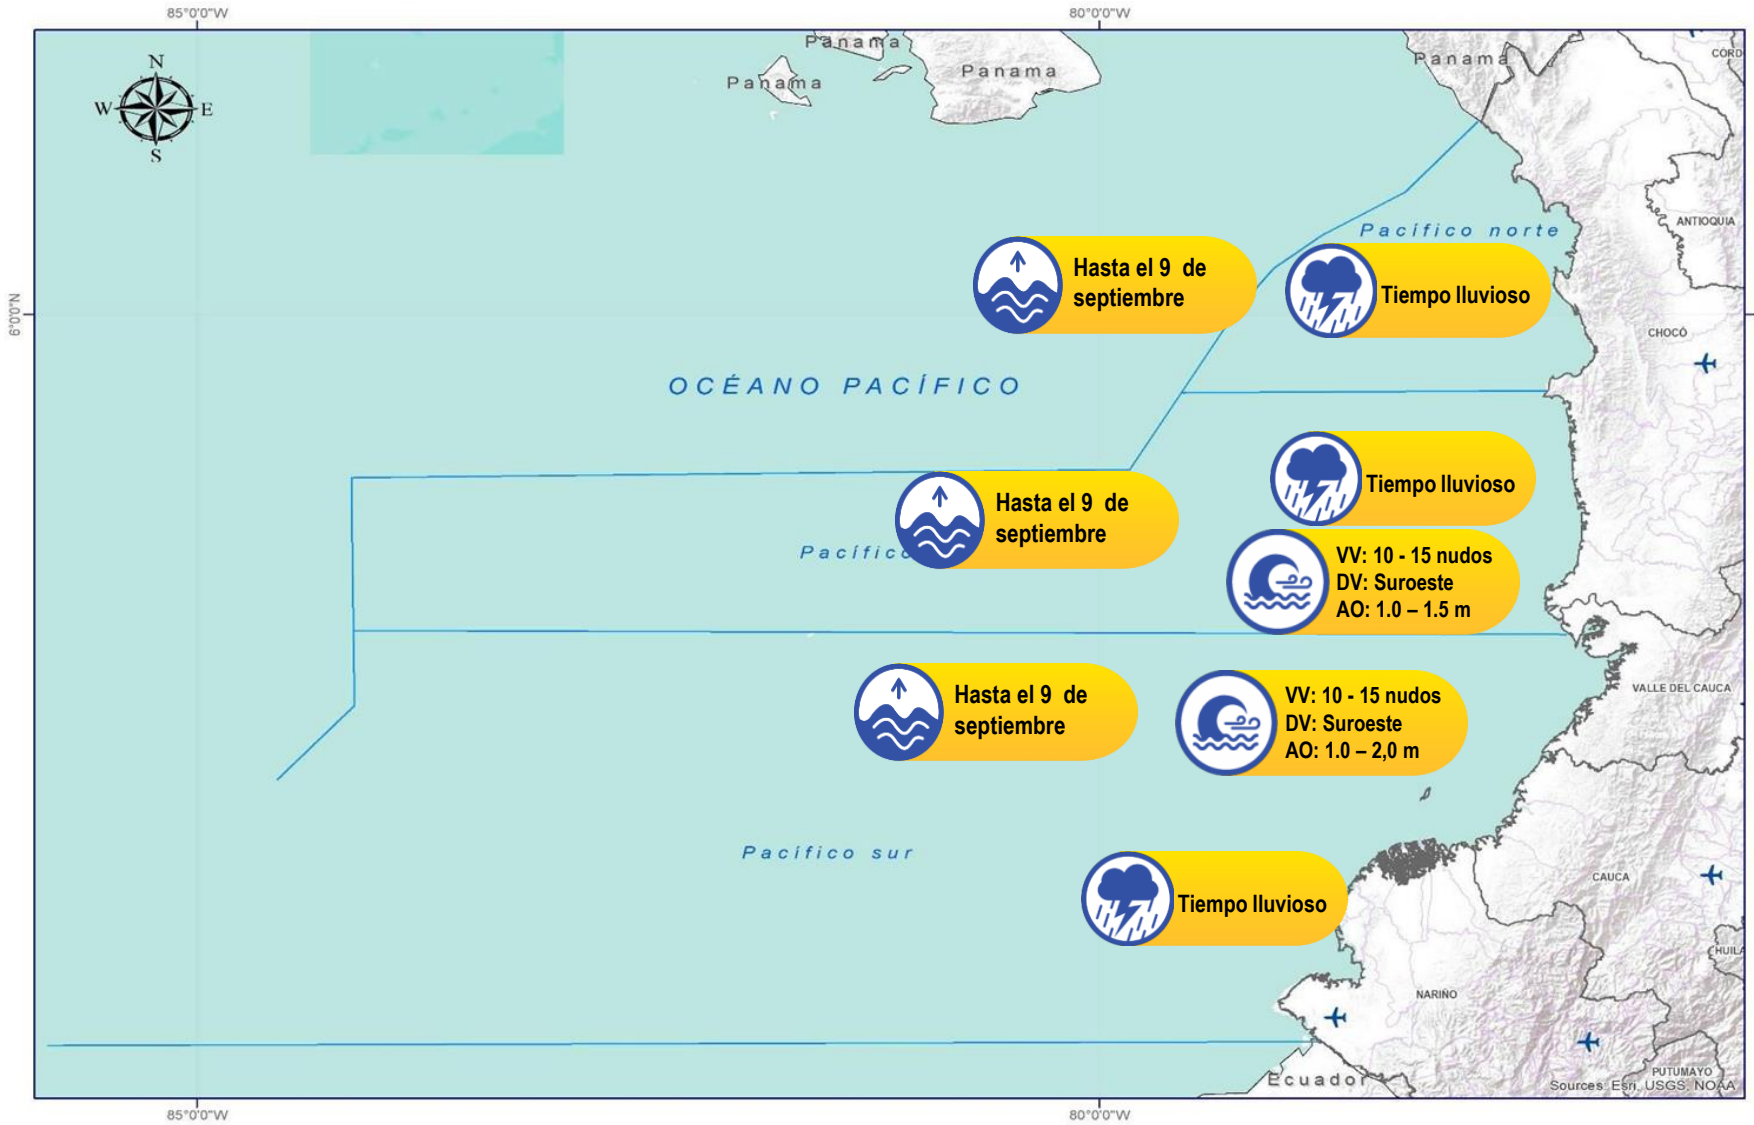 85°0'0"W
80°0'0"W
N
W
E
S
Panama
Panama
Panama
Panama
CÓRD
ANTIOQUIA
Pacífico norte
Hasta el 9 de
septiembre
Tiempo lluvioso
6°0'0"N
CHOCÓ
OCÉANO PACÍFICO
Tiempo lluvioso
Hasta el 9 de
septiembre
Pacífico
VV: 10 - 15 nudos
DV: Suroeste
AO: 1.0 – 1.5 m
VALLE DEL CAUCA
Hasta el 9 de
septiembre
VV: 10 - 15 nudos
DV: Suroeste
AO: 1.0 – 2,0 m
Pacífico sur
CAUCA
Tiempo lluvioso
HUILA
NARIÑO
Ecuador
PUTUMAYO
Sources: Esri, USGS, NOAA
85°0'0"W
80°0'0"W